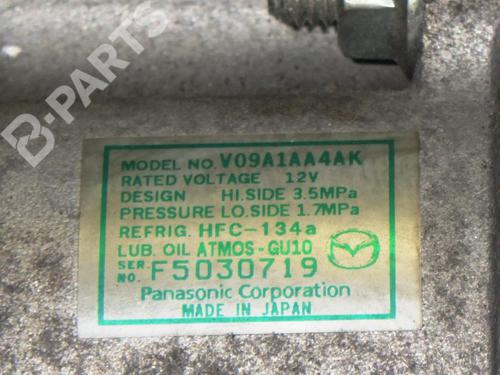 B-PARTS
MODEL NO. V09A1AA4AK
RATED VOLTAGE 12V
DESIGN HI.SIDE 3.5MPa
PRESSURE LO.SIDE 1.7MPa
REFRIG. HFC-134a
LUB. OIL ATMOS-GU10
SER. NO. F5030719
Panasonic Corporation
MADE IN JAPAN